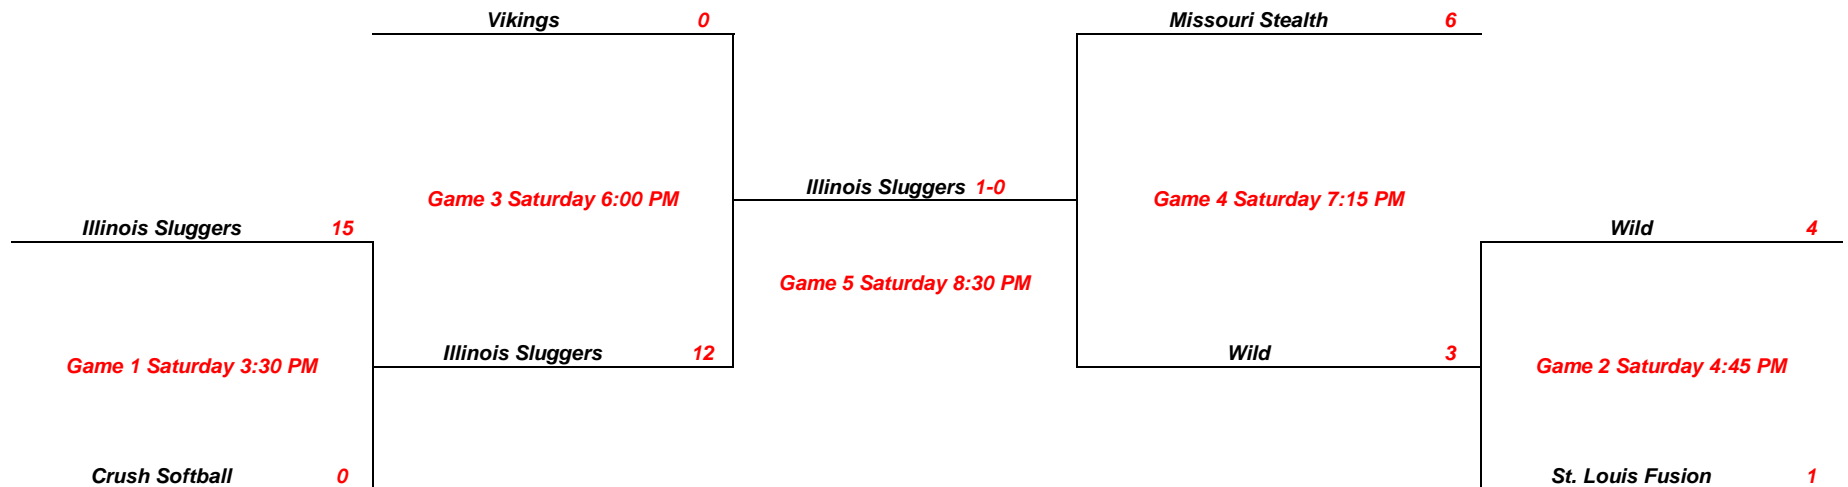 Vikings 0
Missouri Stealth 6
Illinois Sluggers 1-0
Game 3 Saturday 6:00 PM
Game 4 Saturday 7:15 PM
Illinois Sluggers 15
Wild 4
Game 5 Saturday 8:30 PM
Illinois Sluggers 12
Wild 3
Game 1 Saturday 3:30 PM
Game 2 Saturday 4:45 PM
Crush Softball 0
St. Louis Fusion 1